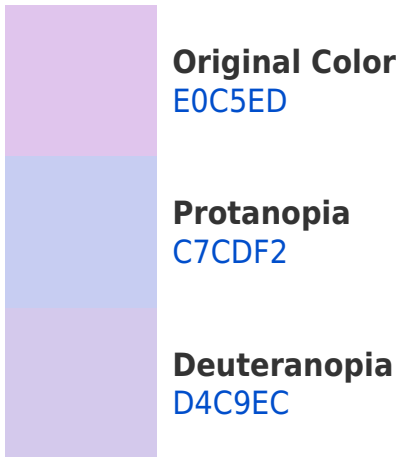 Original Color
E0C5ED
Protanopia
C7CDF2
Deuteranopia
D4C9EC